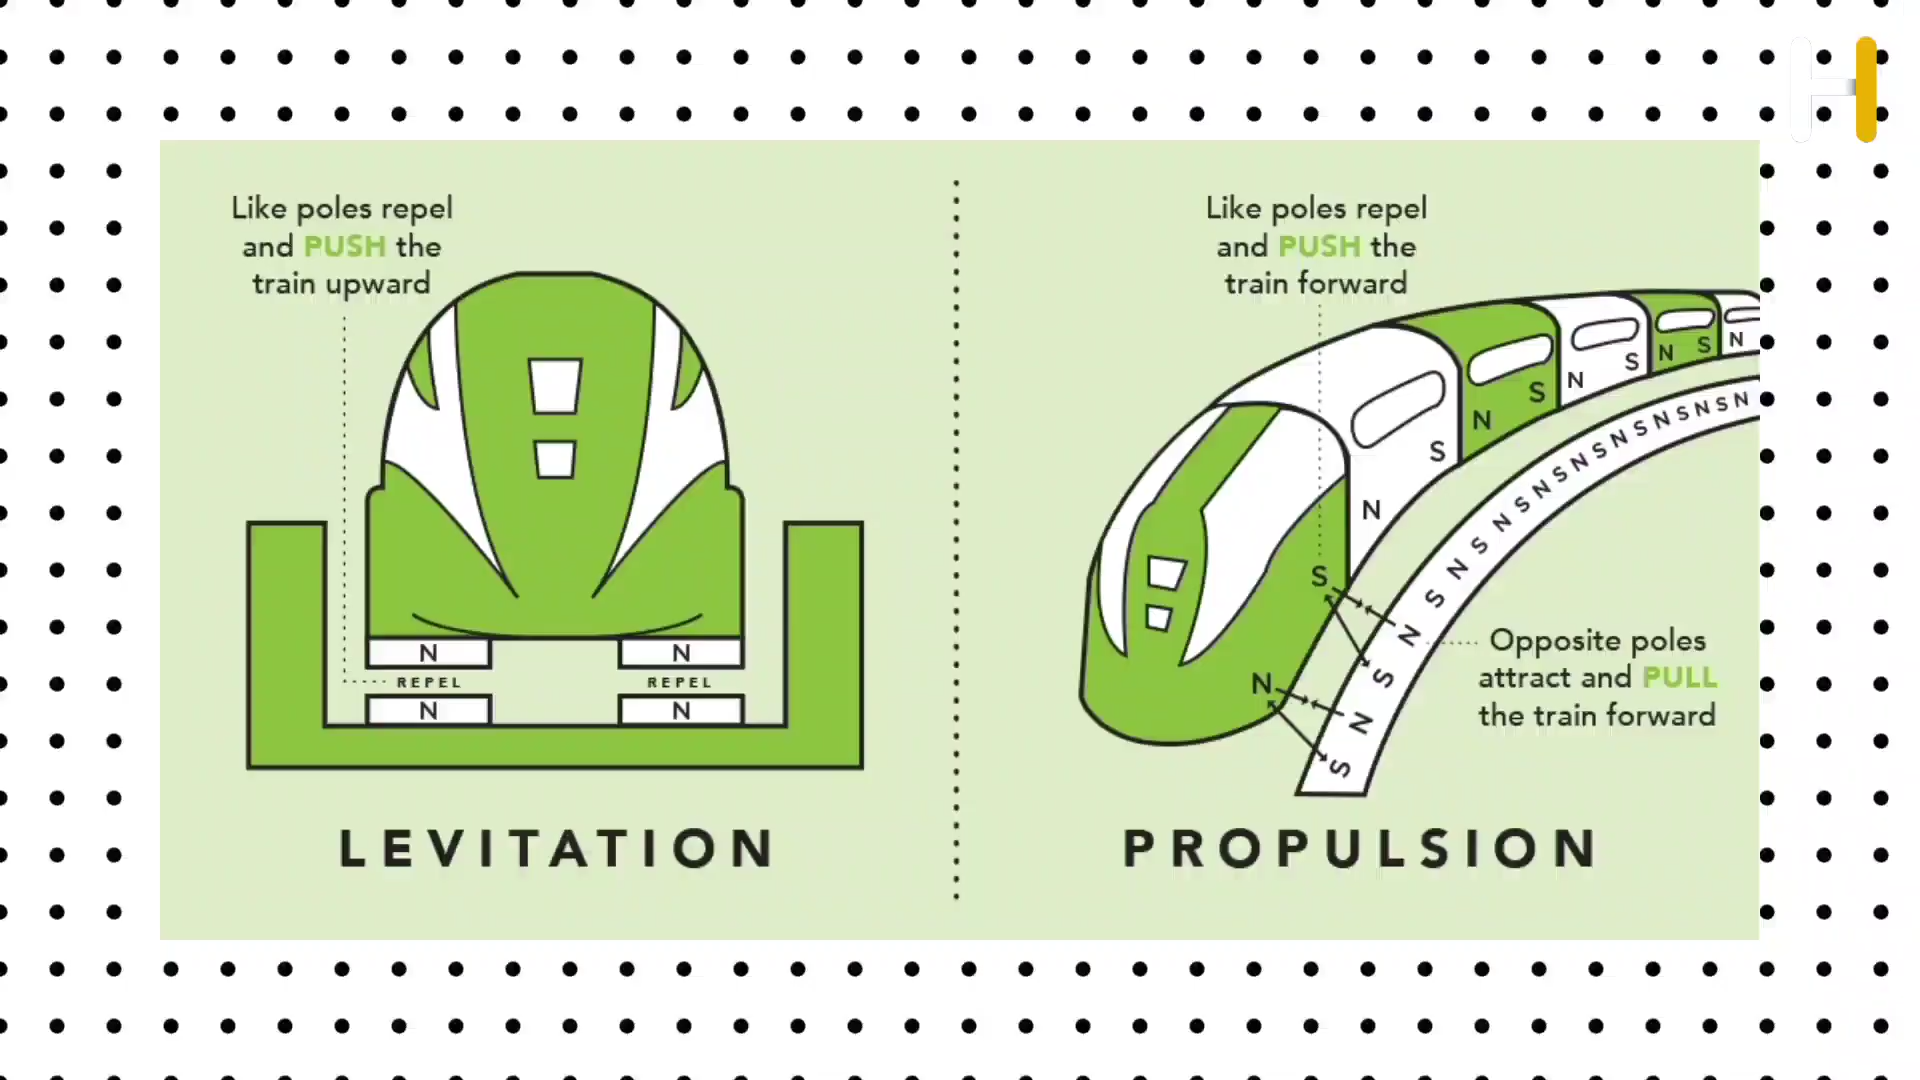 Like poles repel
and PUSH the
train upward
N
N
REPEL
REPEL
N
N
LEVITATION
Like poles repel
and PUSH the
train forward
N
S
N
S
N
S
N
S
N
S
N
S N S N S N S N S N S N S N S N S N
Opposite poles
attract and PULL
the train forward
PROPULSION
H